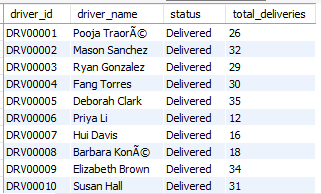 driver_id driver_name status total_deliveries
DRV00001 Pooja TraorÃ© Delivered 26
DRV00002 Mason Sanchez Delivered 32
DRV00003 Ryan Gonzalez Delivered 29
DRV00004 Fang Torres Delivered 30
DRV00005 Deborah Clark Delivered 35
DRV00006 Priya Li Delivered 12
DRV00007 Hui Davis Delivered 16
DRV00008 Barbara KonÃ© Delivered 18
DRV00009 Elizabeth Brown Delivered 34
DRV00010 Susan Hall Delivered 31